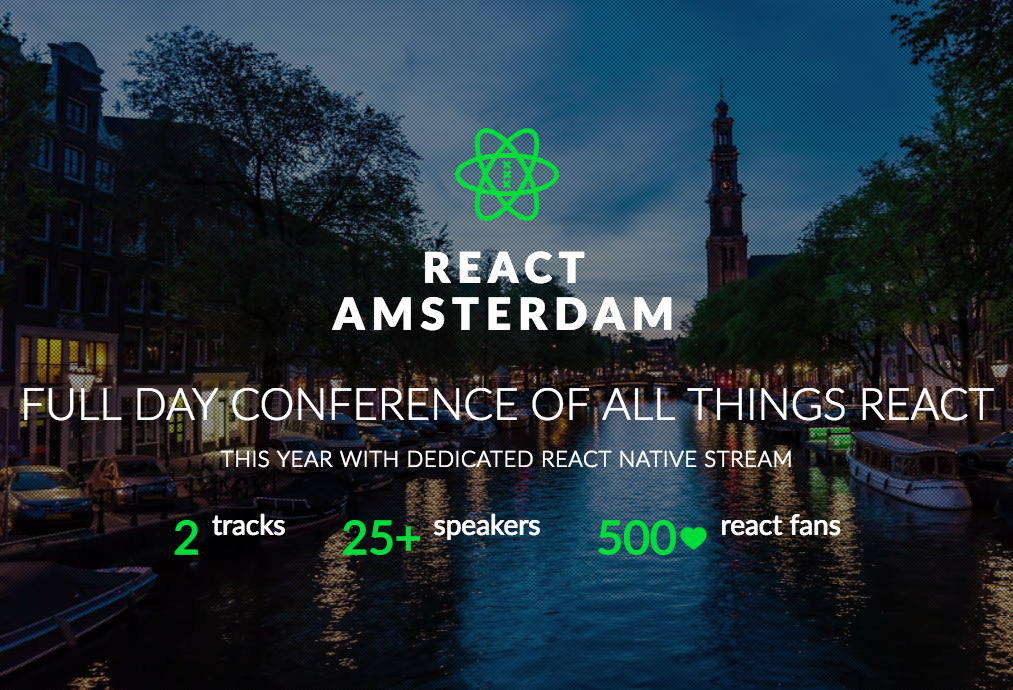 REACT
AMSTERDAM
FULL DAY CONFERENCE OF ALL THINGS REACT
THIS YEAR WITH DEDICATED REACT NATIVE STREAM
2 tracks 25+ speakers 500♥ react fans